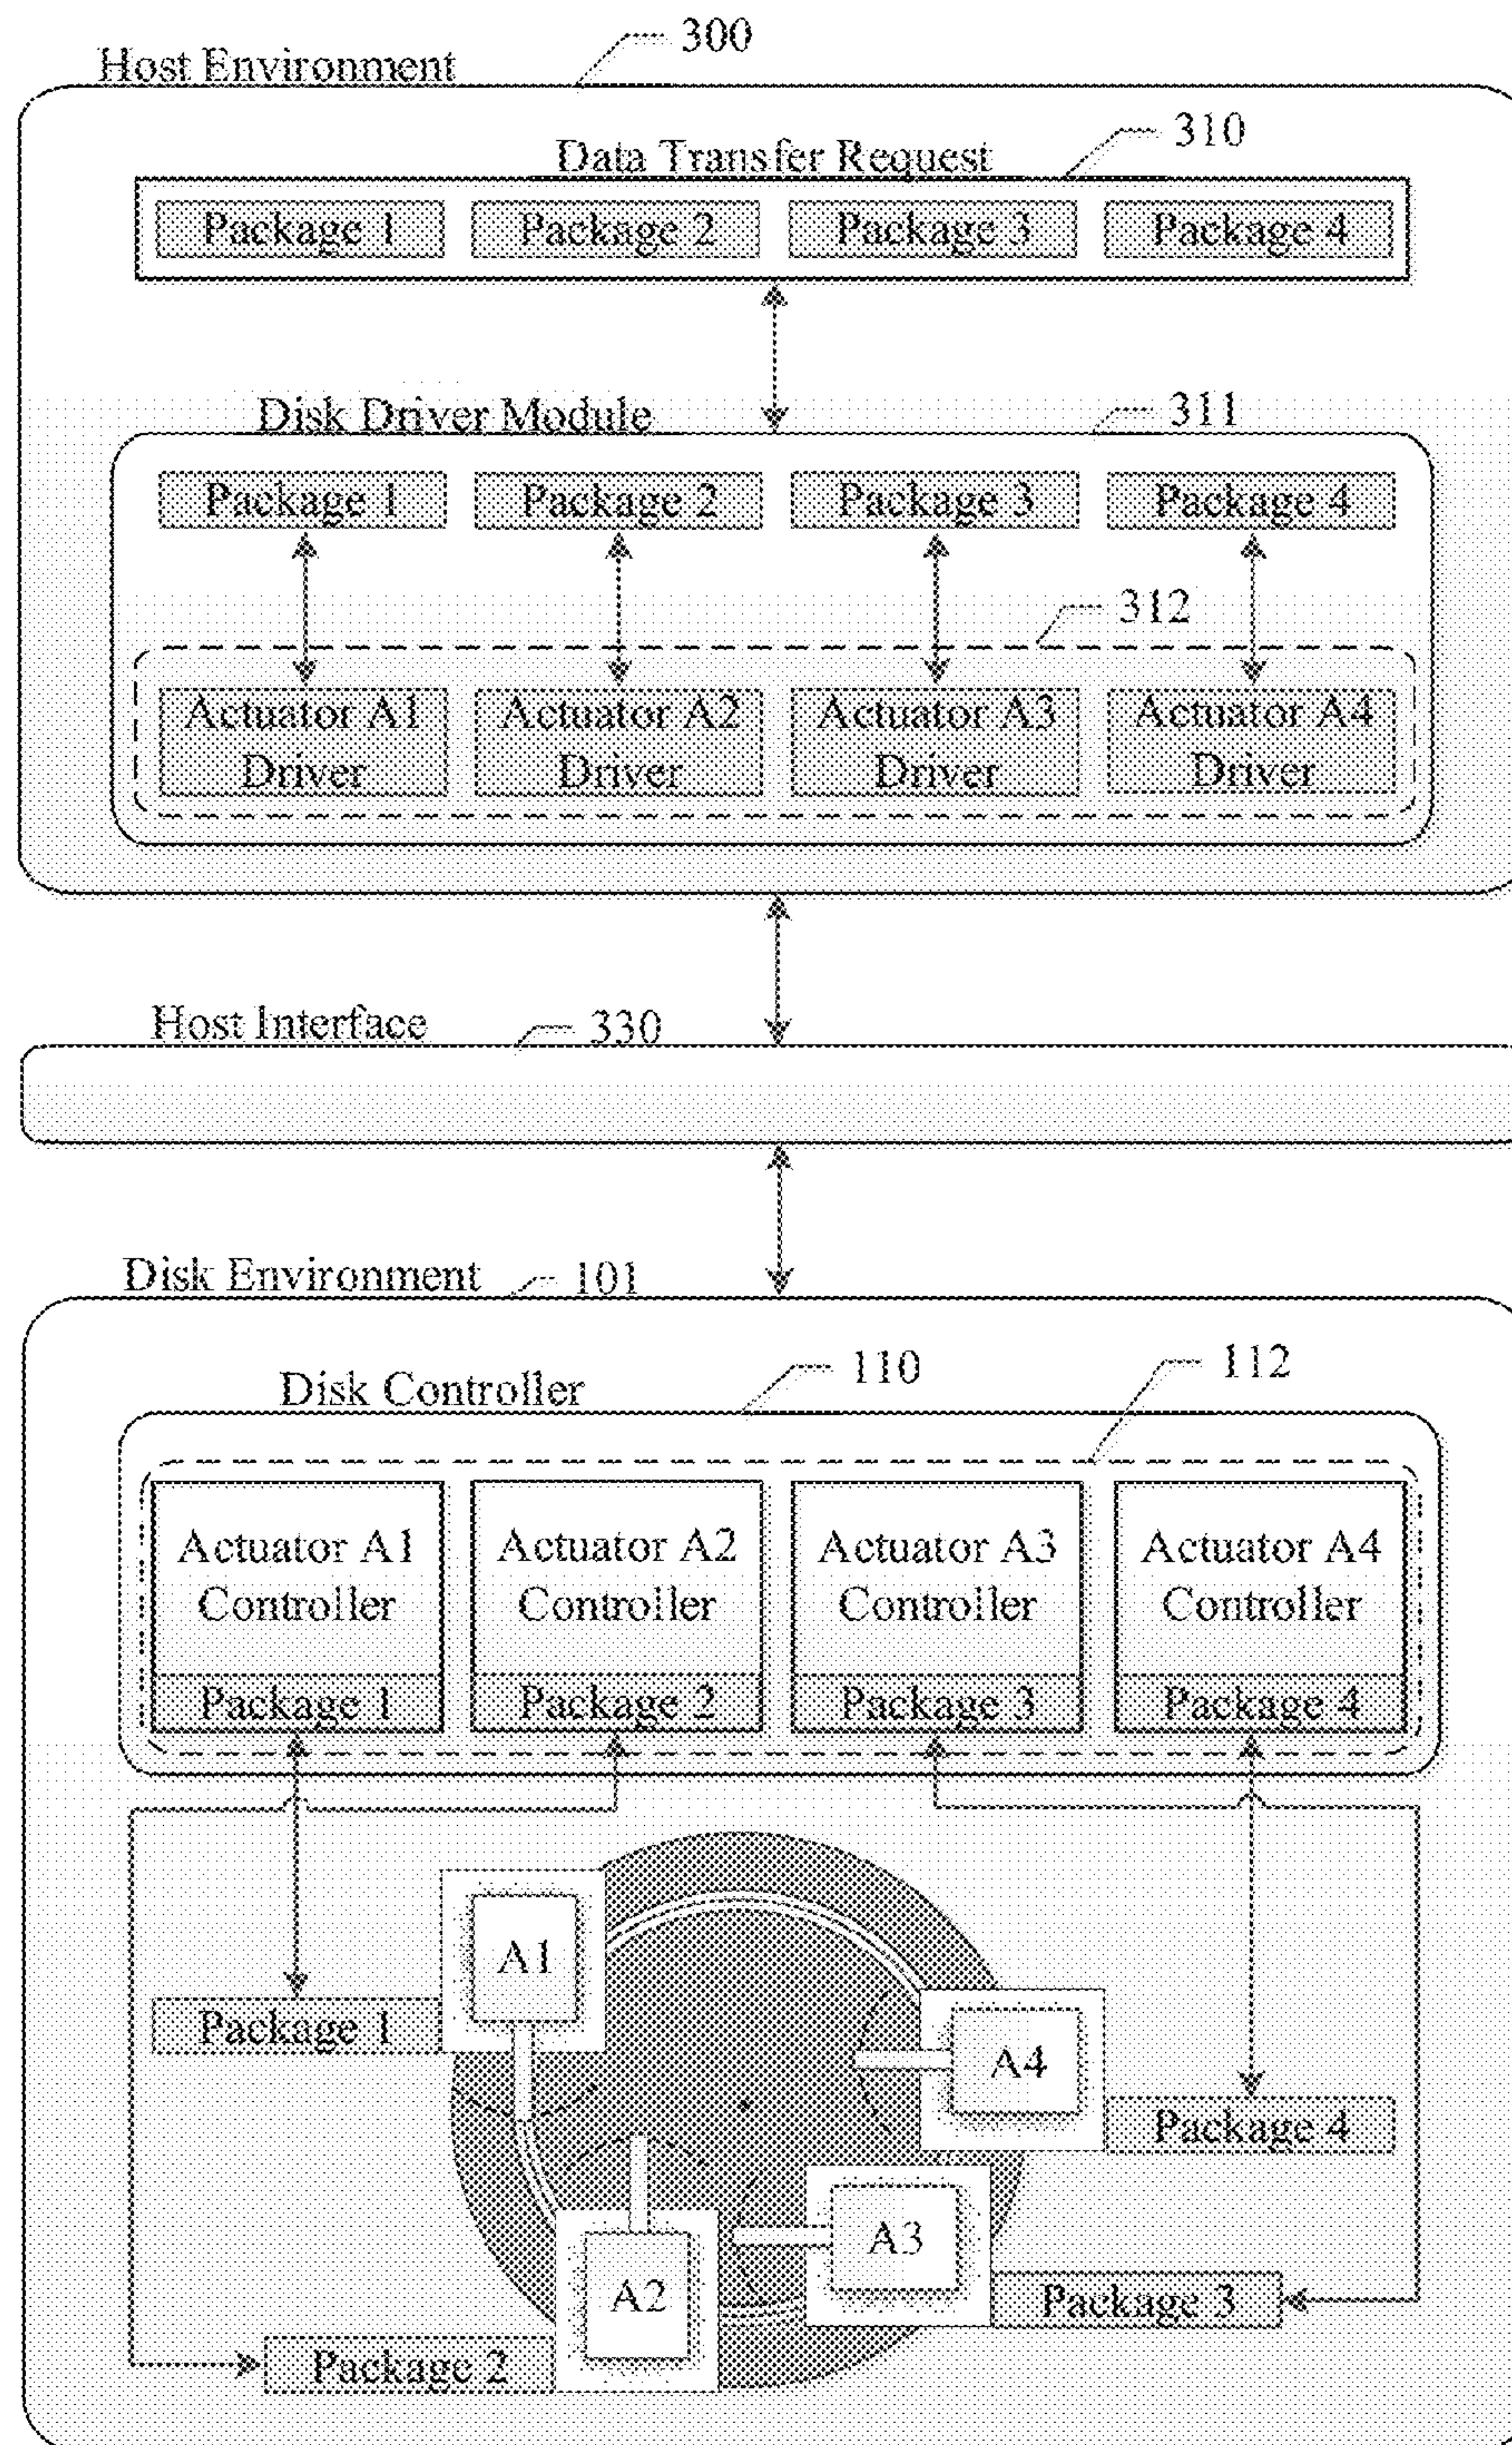 Host Environment
300
Data Transfer Request
310
Package 1
Package 2
Package 3
Package 4
Disk Driver Module
311
Package 1
Package 2
Package 3
Package 4
312
Actuator A1
Driver
Actuator A2
Driver
Actuator A3
Driver
Actuator A4
Driver
Host Interface
330
Disk Environment
101
Disk Controller
110
112
Actuator A1
Controller
Package 1
Actuator A2
Controller
Package 2
Actuator A3
Controller
Package 3
Actuator A4
Controller
Package 4
A1
Package 1
A4
Package 4
A3
Package 3
A2
Package 2